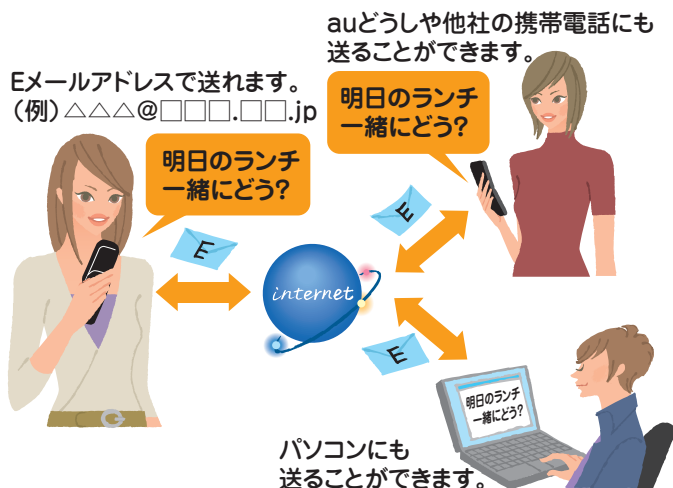 auどうしや他社の携帯電話にも
送ることができます。
Eメールアドレスで送れます。
（例）△△△@□□□.□□.jp
明日のランチ
一緒にどう?
明日のランチ
一緒にどう?
E
E
internet
E
明日のランチ
一緒にどう?
パソコンにも
送ることができます。